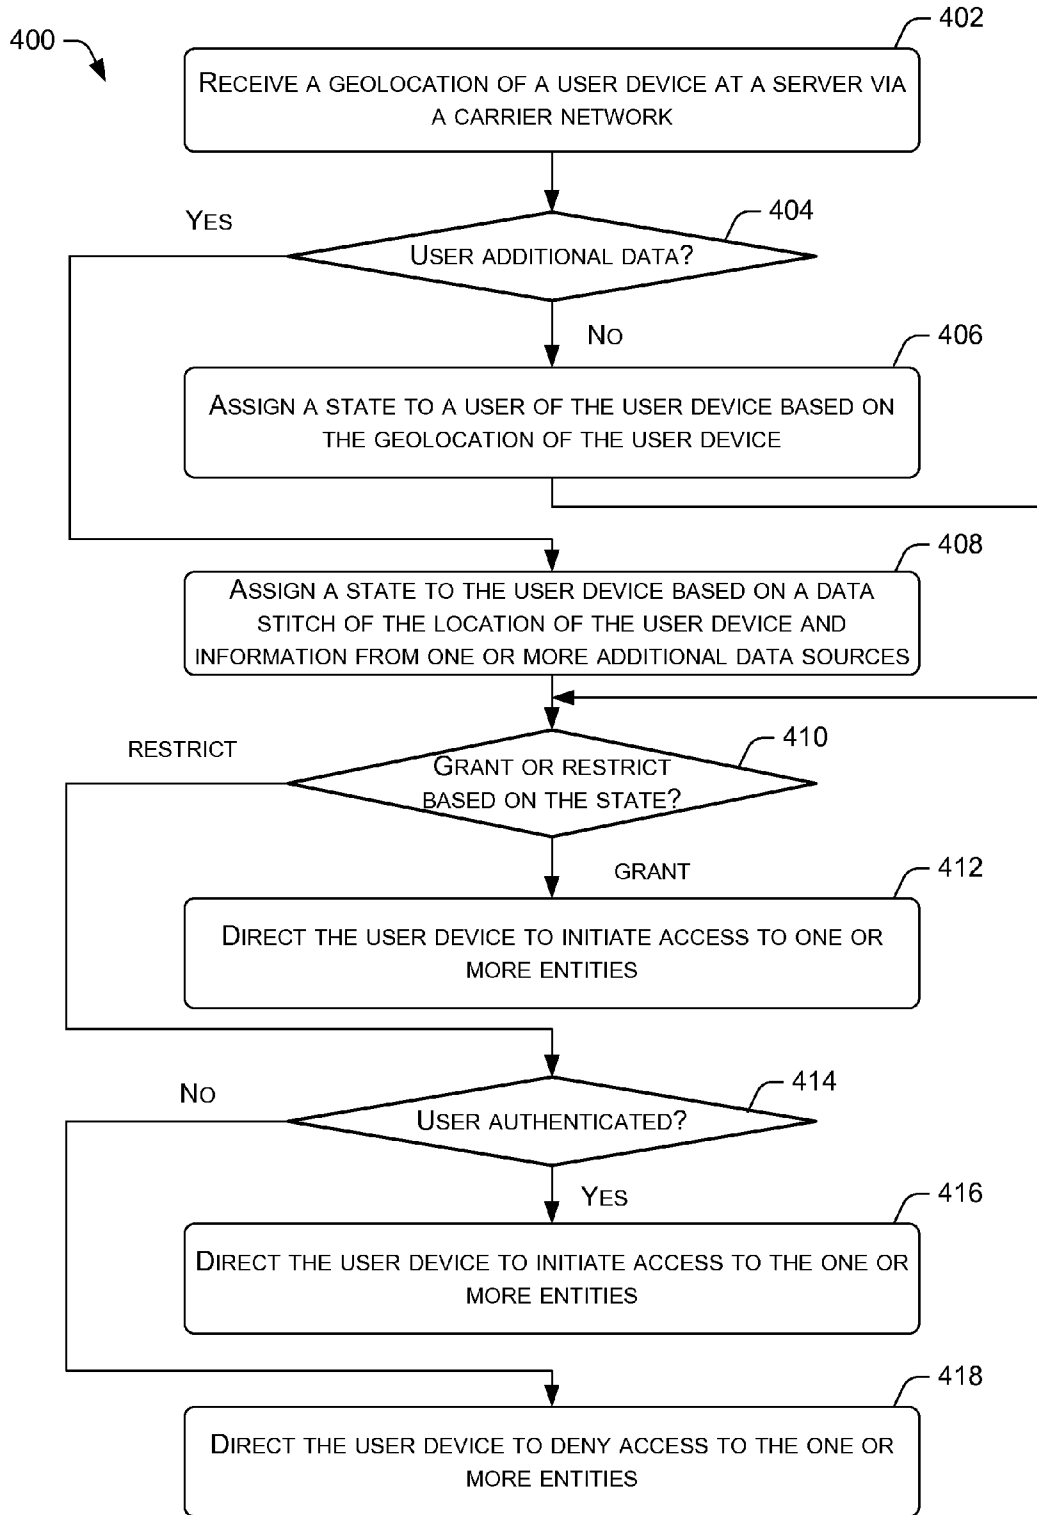 400
402
RECEIVE A GEOLOCATION OF A USER DEVICE AT A SERVER VIA
A CARRIER NETWORK
YES
404
USER ADDITIONAL DATA?
NO
406
ASSIGN A STATE TO A USER OF THE USER DEVICE BASED ON
THE GEOLOCATION OF THE USER DEVICE
408
ASSIGN A STATE TO THE USER DEVICE BASED ON A DATA
STITCH OF THE LOCATION OF THE USER DEVICE AND
INFORMATION FROM ONE OR MORE ADDITIONAL DATA SOURCES
RESTRICT
410
GRANT OR RESTRICT
BASED ON THE STATE?
GRANT
412
DIRECT THE USER DEVICE TO INITIATE ACCESS TO ONE OR
MORE ENTITIES
NO
414
USER AUTHENTICATED?
YES
416
DIRECT THE USER DEVICE TO INITIATE ACCESS TO THE ONE OR
MORE ENTITIES
418
DIRECT THE USER DEVICE TO DENY ACCESS TO THE ONE OR
MORE ENTITIES